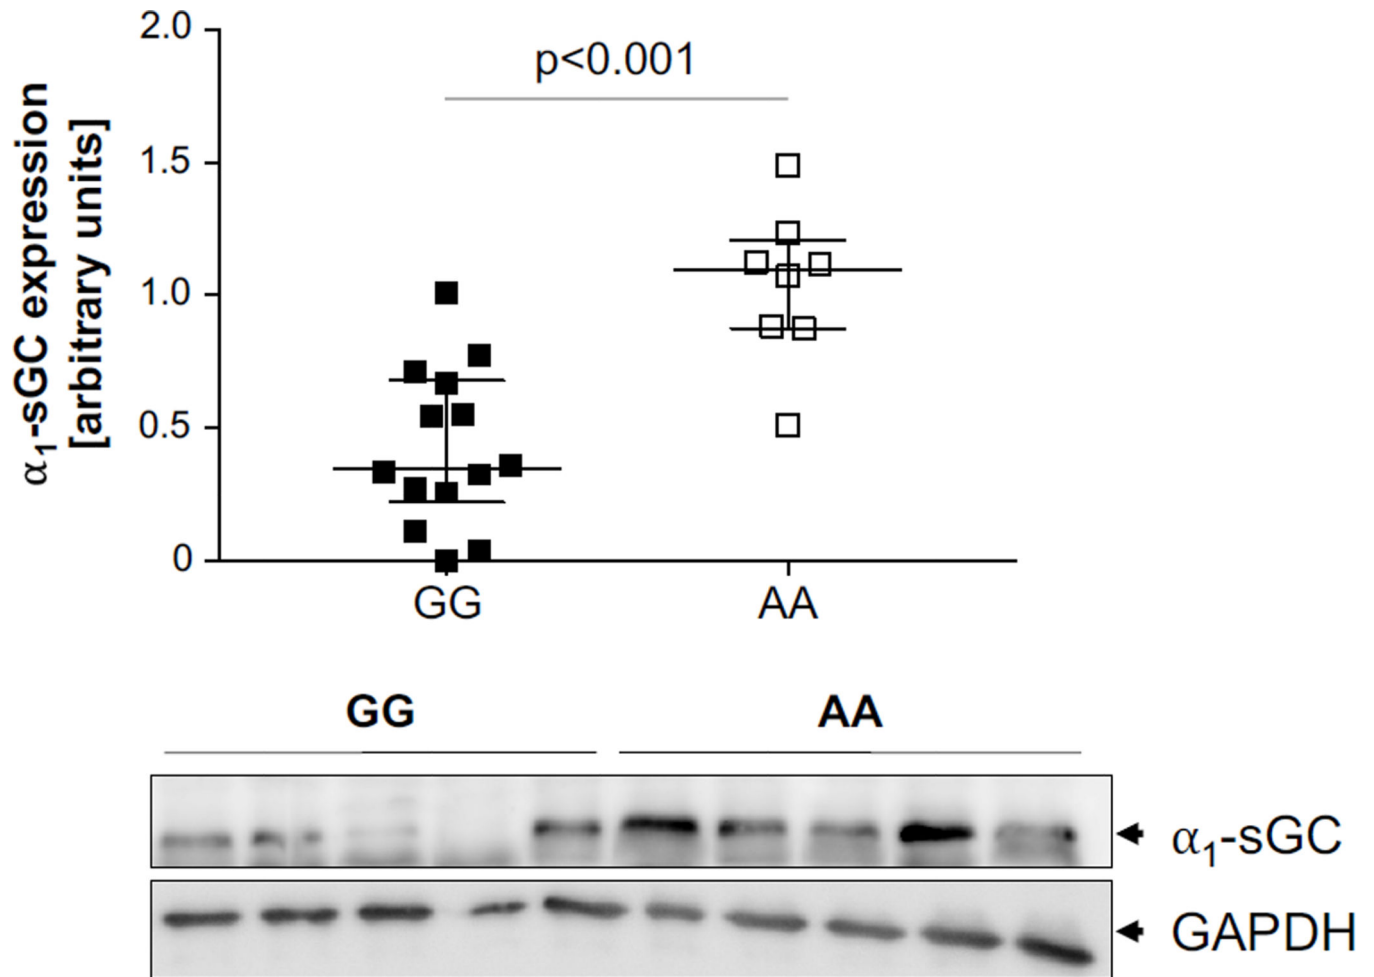 α1-sGC expression
[arbitrary units]
2.0
1.5
1.0
0.5
0
p<0.001
GG
AA
GG
AA
α1-sGC
GAPDH